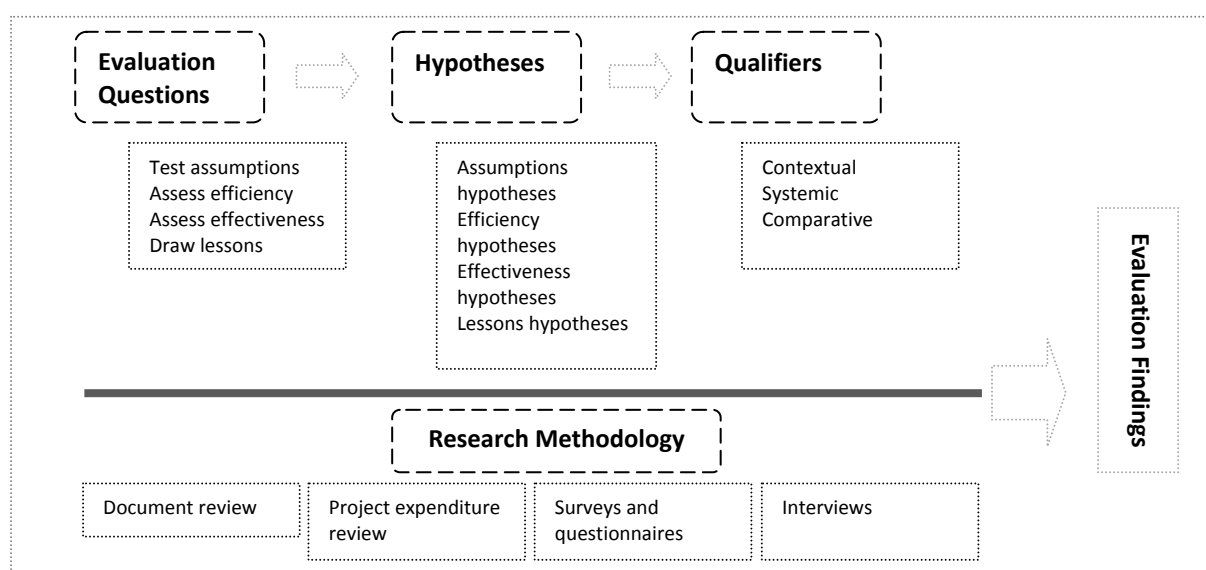 Evaluation
Questions
Hypotheses
Qualifiers
Test assumptions
Assess efficiency
Assess effectiveness
Draw lessons
Assumptions
hypotheses
Efficiency
hypotheses
Effectiveness
hypotheses
Lessons hypotheses
Contextual
Systemic
Comparative
Evaluation Findings
Research Methodology
Document review
Project expenditure
review
Surveys and
questionnaires
Interviews